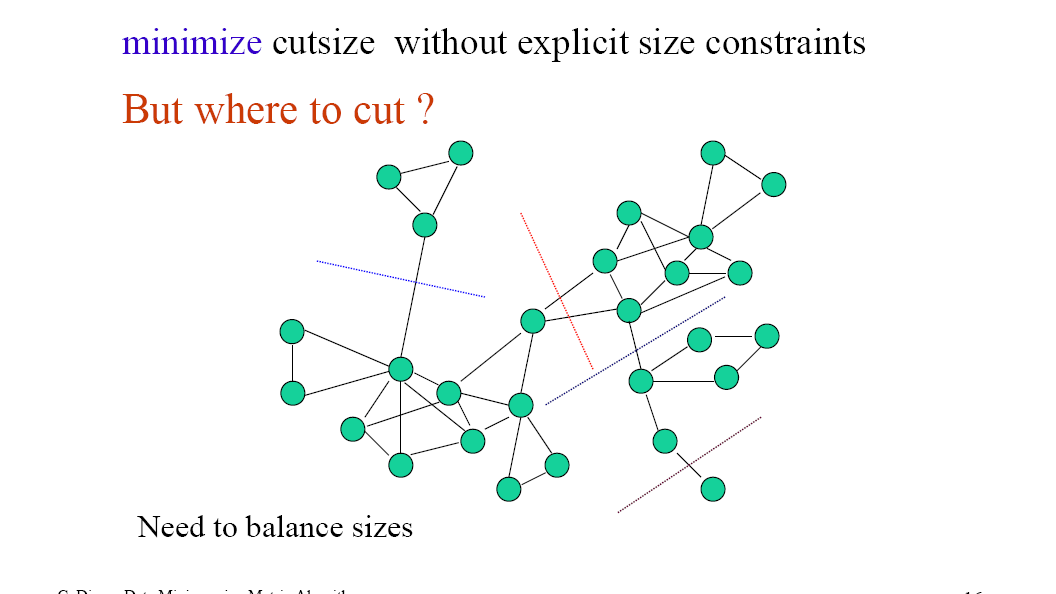 minimize cutsize without explicit size constraints
But where to cut ?
Need to balance sizes